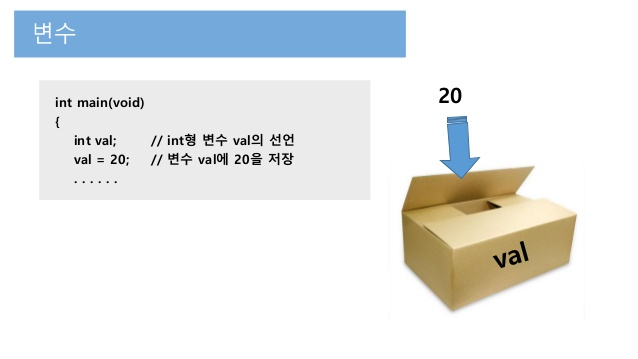 변수
int main(void)
{
int val; // int형 변수 val의 선언
val = 20; // 변수 val에 20을 저장
. . . . . .
20
val